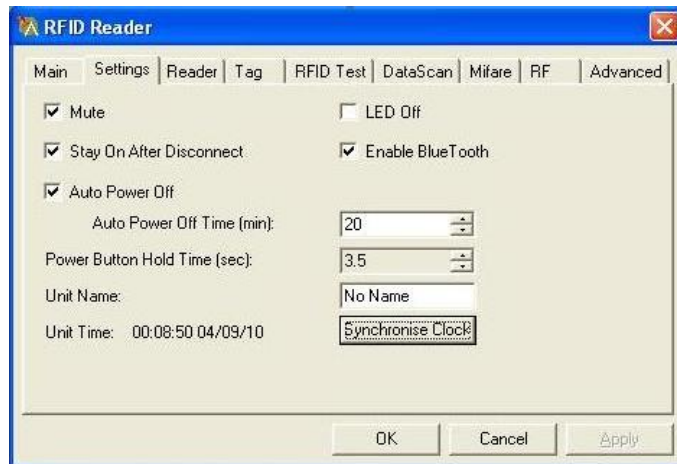 RFID Reader
Main Settings Reader Tag RFID Test DataScan Mifare RF Advanced
Mute LED Off
Stay On After Disconnect Enable BlueTooth
Auto Power Off
Auto Power Off Time (min): 20
Power Button Hold Time (sec): 3.5
Unit Name: No Name
Unit Time: 00:08:50 04/09/10 Synchronise Clock
OK Cancel Apply